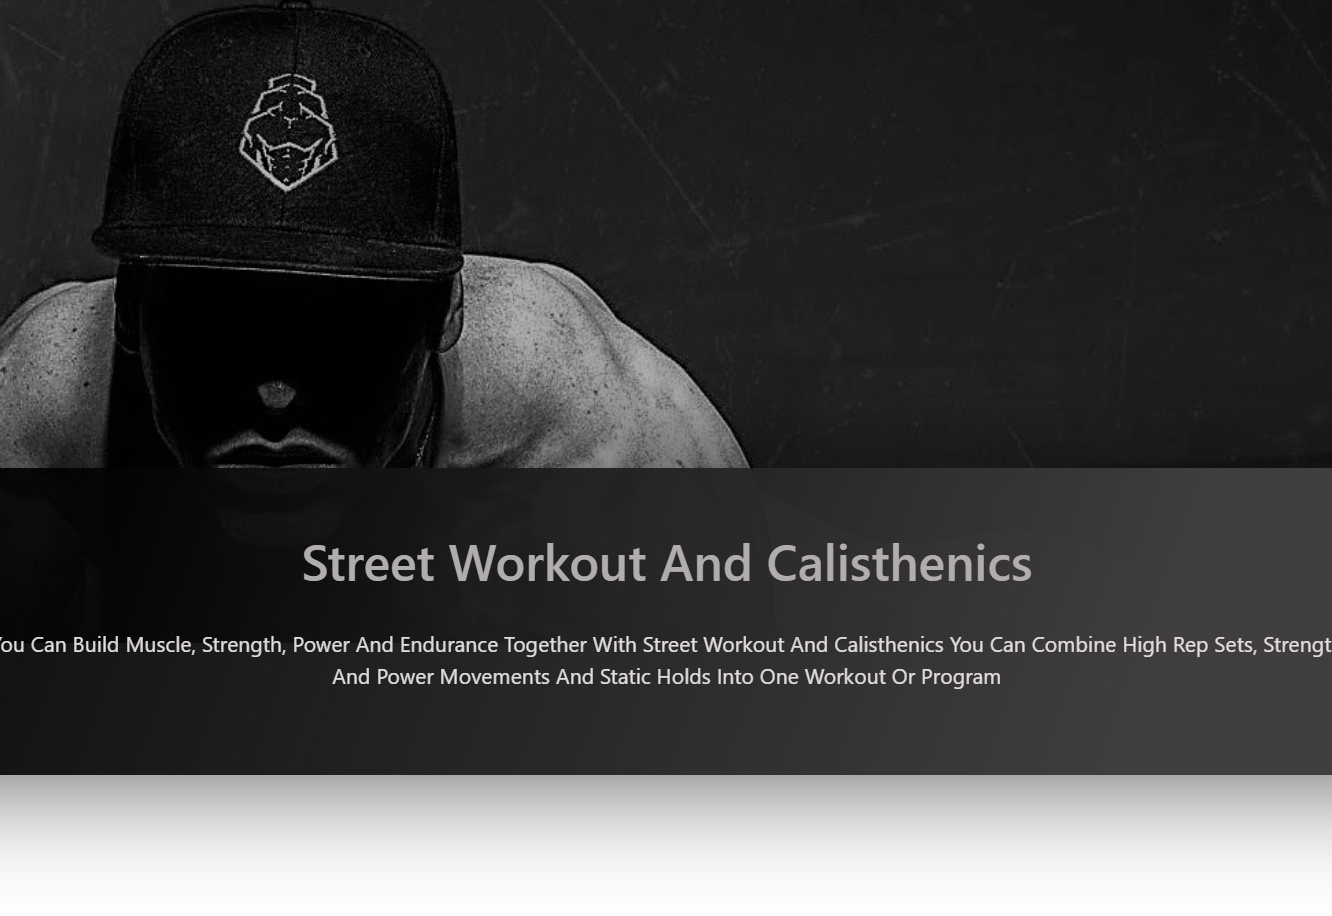 Street Workout And Calisthenics
You Can Build Muscle, Strength, Power And Endurance Together With Street Workout And Calisthenics You Can Combine High Rep Sets, Strengt
And Power Movements And Static Holds Into One Workout Or Program